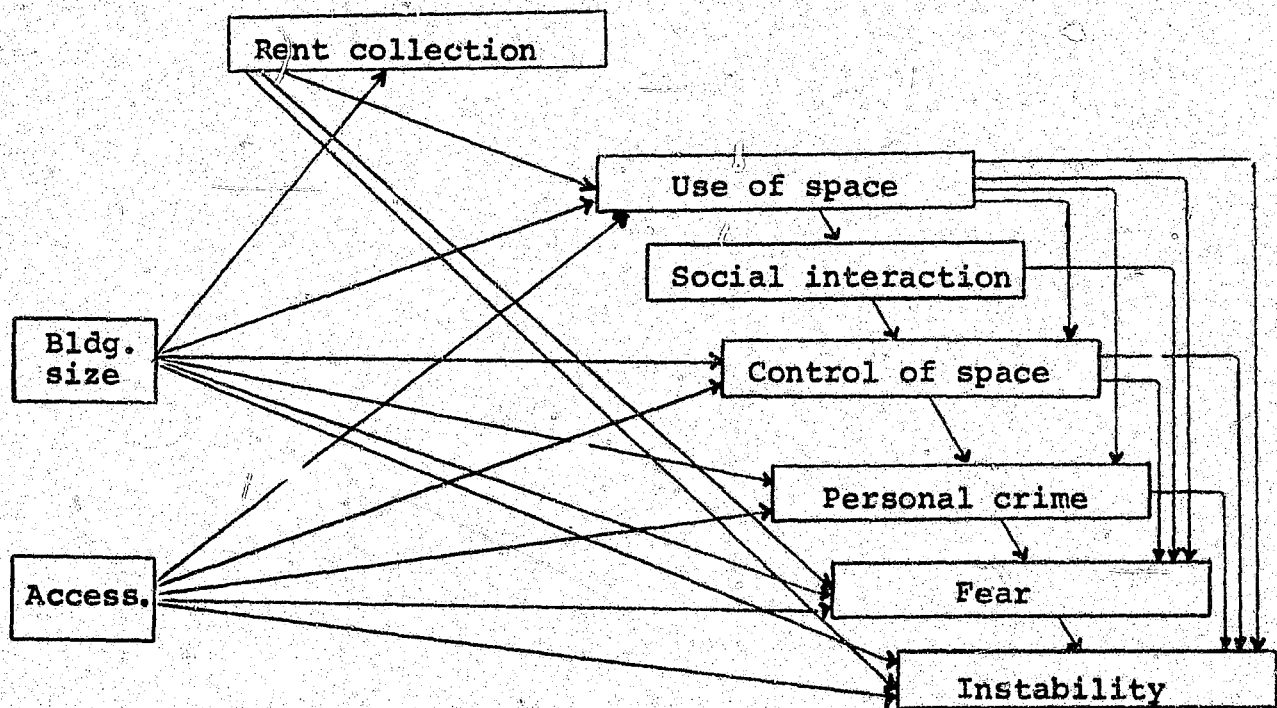 Rent collection
Use of space
Social interaction
Bldg.
size
Control of space
Personal crime
Access.
Fear
Instability